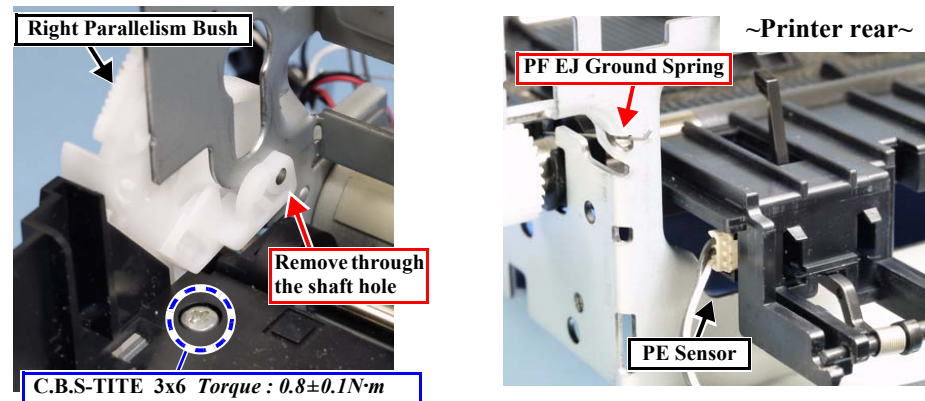 Right Parallelism Bush
Remove through
the shaft hole
C.B.S-TITE 3x6 Torque : 0.8±0.1N·m
~Printer rear~
PF EJ Ground Spring
PE Sensor